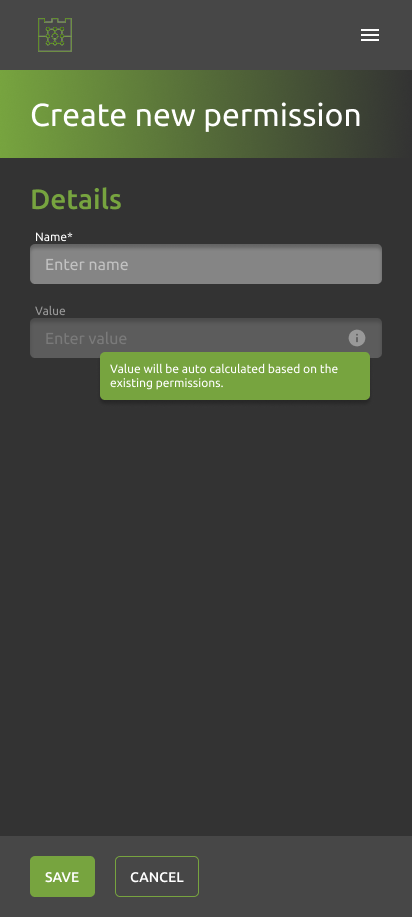 Create new permission
Details
Name*
Enter name
Value
Enter value
Value will be auto calculated based on the
existing permissions.
SAVE
CANCEL